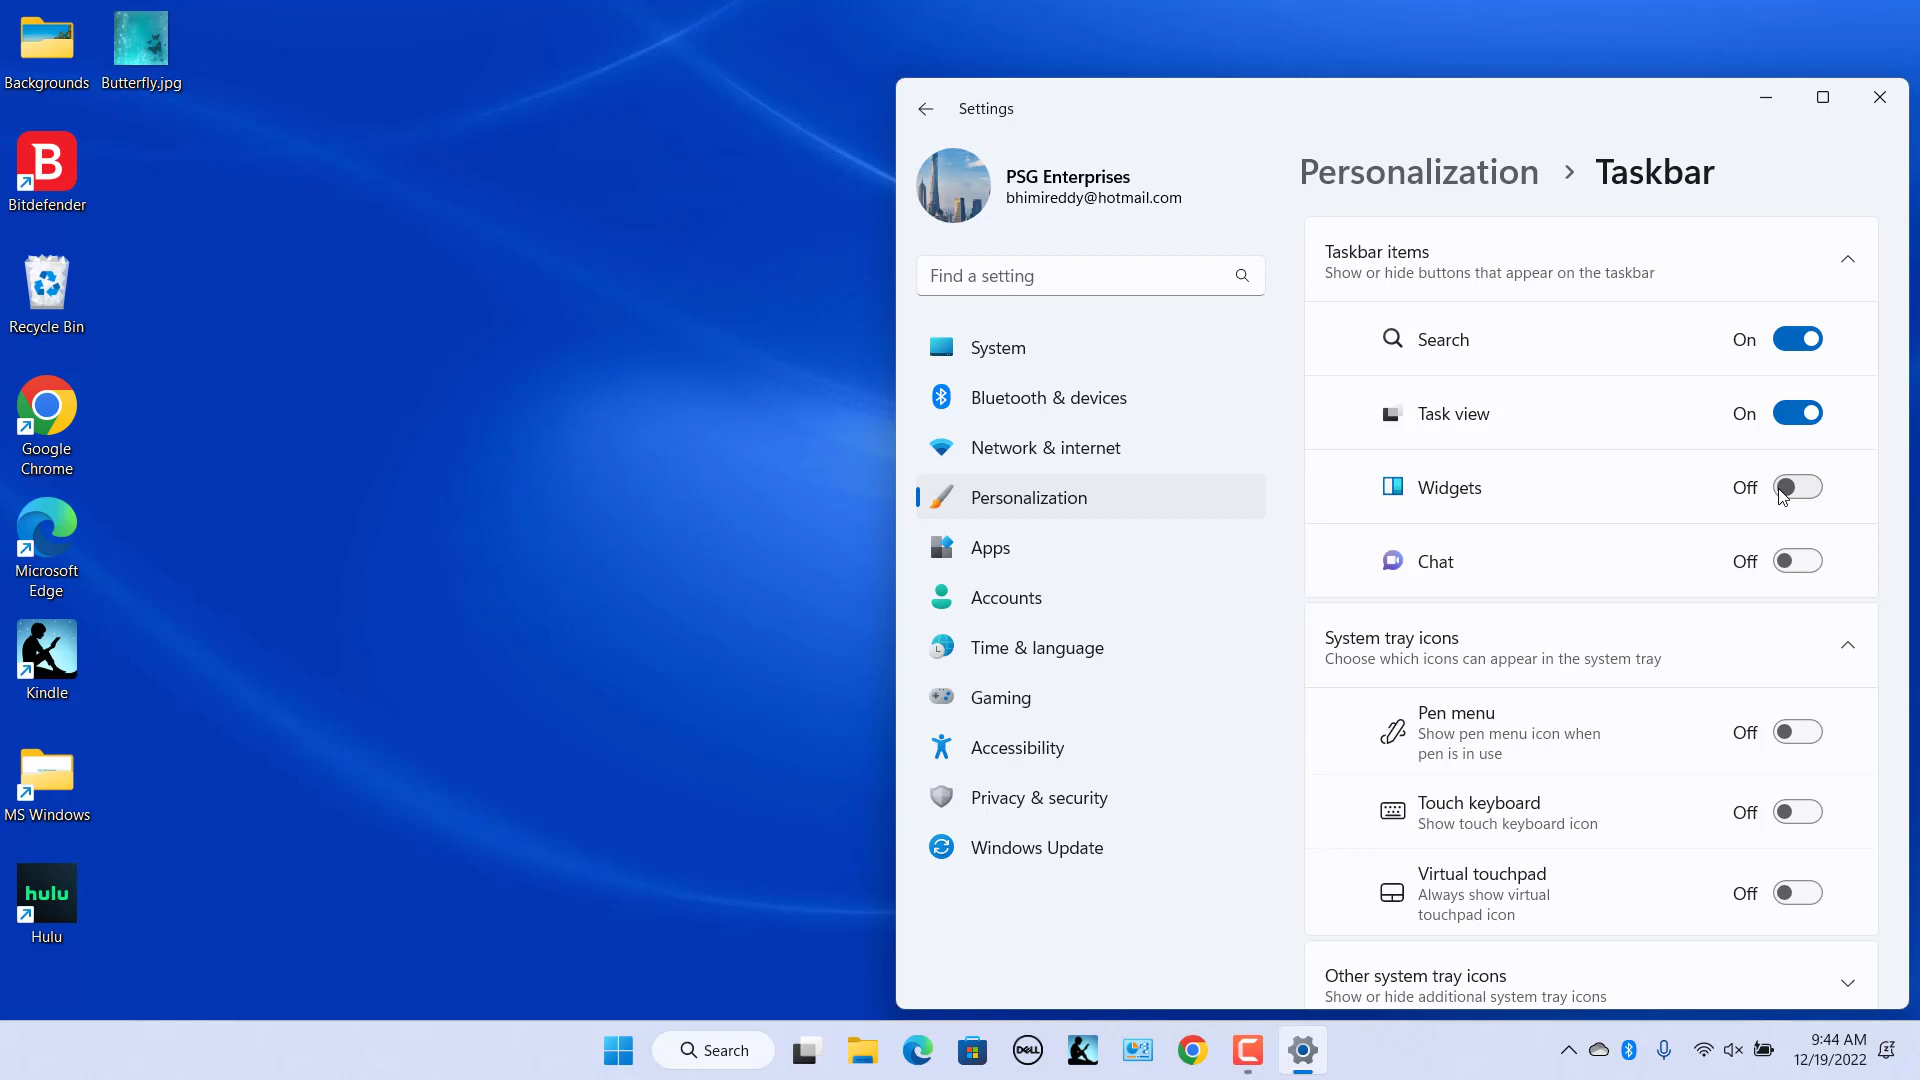 Backgrounds
Butterfly.jpg
B
Bitdefender
Recycle Bin
Google
Chrome
Microsoft
Edge
Kindle
MS Windows
hulu
Hulu
Settings
PSG Enterprises
bhimireddy@hotmail.com
Find a setting
System
Bluetooth & devices
Network & internet
Personalization
Apps
Accounts
Time & language
Gaming
Accessibility
Privacy & security
Windows Update
Personalization > Taskbar
Taskbar items
Show or hide buttons that appear on the taskbar
Search On
Task view On
Widgets Off
Chat Off
System tray icons
Choose which icons can appear in the system tray
Pen menu
Show pen menu icon when
pen is in use
Off
Touch keyboard
Show touch keyboard icon
Off
Virtual touchpad
Always show virtual
touchpad icon
Off
Other system tray icons
Show or hide additional system tray icons
Search
DELL
9:44 AM
12/19/2022